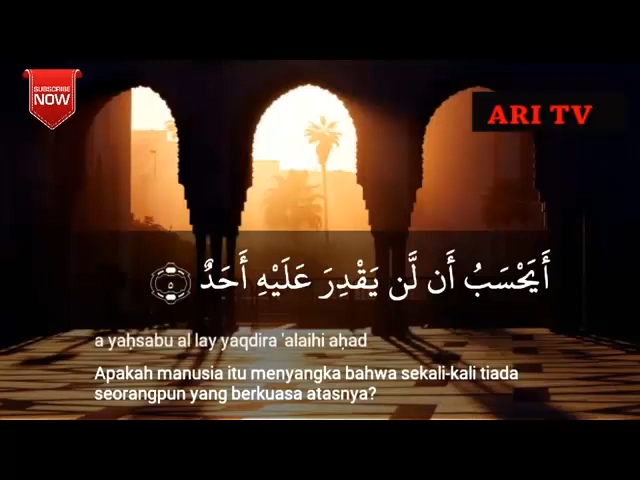 SUBSCRIBE
NOW
ARI TV
أَيَحْسَبُ أَن لَّن يَقْدِرَ عَلَيْهِ أَحَدٌ ٥
a yaḥsabu al lay yaqdira 'alaihi aḥad
Apakah manusia itu menyangka bahwa sekali-kali tiada
seorangpun yang berkuasa atasnya?